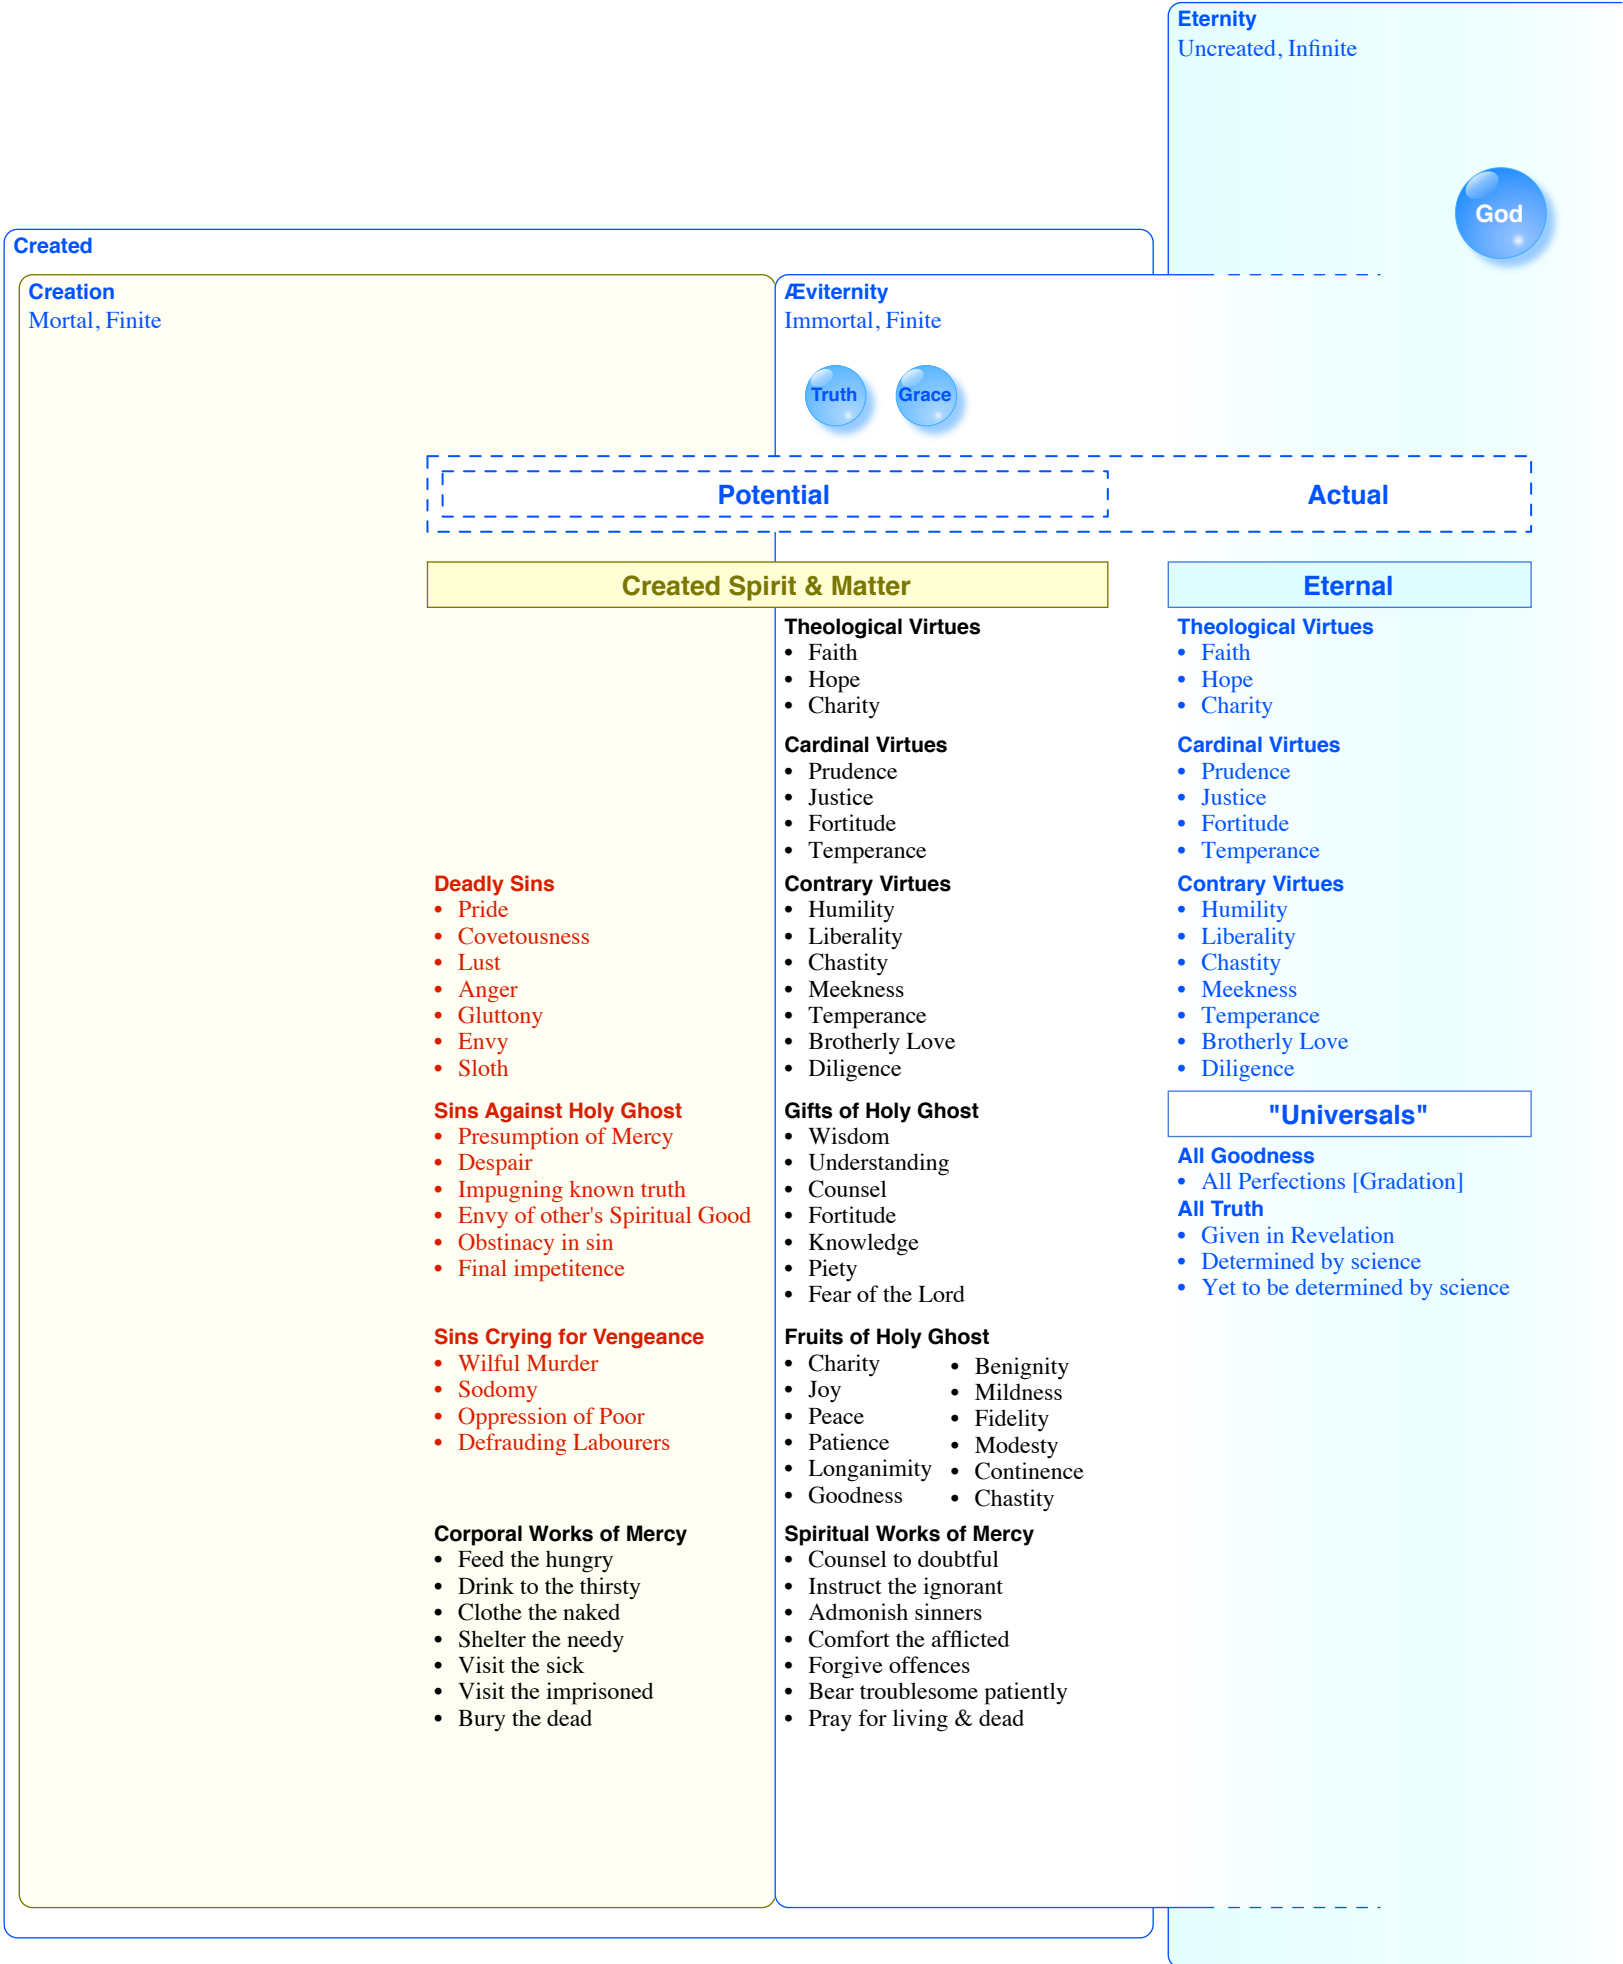 Eternity
Uncreated, Infinite
God
Created
Creation
Mortal, Finite
Æviternity
Immortal, Finite
Truth
Grace
Potential
Actual
Created Spirit & Matter
Eternal
Deadly Sins
• Pride
• Covetousness
• Lust
• Anger
• Gluttony
• Envy
• Sloth
Sins Against Holy Ghost
• Presumption of Mercy
• Despair
• Impugning known truth
• Envy of other's Spiritual Good
• Obstinacy in sin
• Final impetitence
Sins Crying for Vengeance
• Wilful Murder
• Sodomy
• Oppression of Poor
• Defrauding Labourers
Corporal Works of Mercy
• Feed the hungry
• Drink to the thirsty
• Clothe the naked
• Shelter the needy
• Visit the sick
• Visit the imprisoned
• Bury the dead
Theological Virtues
• Faith
• Hope
• Charity
Cardinal Virtues
• Prudence
• Justice
• Fortitude
• Temperance
Contrary Virtues
• Humility
• Liberality
• Chastity
• Meekness
• Temperance
• Brotherly Love
• Diligence
Gifts of Holy Ghost
• Wisdom
• Understanding
• Counsel
• Fortitude
• Knowledge
• Piety
• Fear of the Lord
Fruits of Holy Ghost
• Charity
• Joy
• Peace
• Patience
• Longanimity
• Goodness
• Benignity
• Mildness
• Fidelity
• Modesty
• Continence
• Chastity
Spiritual Works of Mercy
• Counsel to doubtful
• Instruct the ignorant
• Admonish sinners
• Comfort the afflicted
• Forgive offences
• Bear troublesome patiently
• Pray for living & dead
Theological Virtues
• Faith
• Hope
• Charity
Cardinal Virtues
• Prudence
• Justice
• Fortitude
• Temperance
Contrary Virtues
• Humility
• Liberality
• Chastity
• Meekness
• Temperance
• Brotherly Love
• Diligence
"Universals"
All Goodness
• All Perfections [Gradation]
All Truth
• Given in Revelation
• Determined by science
• Yet to be determined by science